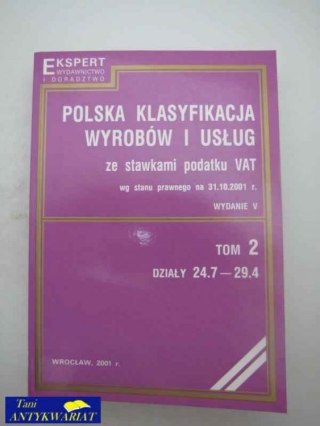 EKSPERT
WYDAWNICTWO
I DORADZTWO
POLSKA KLASYFIKACJA
WYROBÓW I USŁUG
ze stawkami podatku VAT
wg stanu prawnego na 31.10.2001 r.
WYDANIE V
TOM 2
DZIAŁY 24.7—29.4
WROCŁAW, 2001 r.
Tani
ANTYKWARIAT